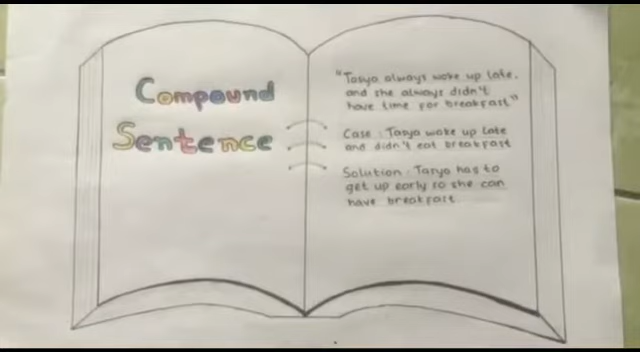 Compound
Sentence
"Tasya always woke up late,
and she always didn't
have time for breakfast"
Case : Tasya woke up late
and didn't eat breakfast
Solution : Tasya has to
get up early so she can
have breakfast.